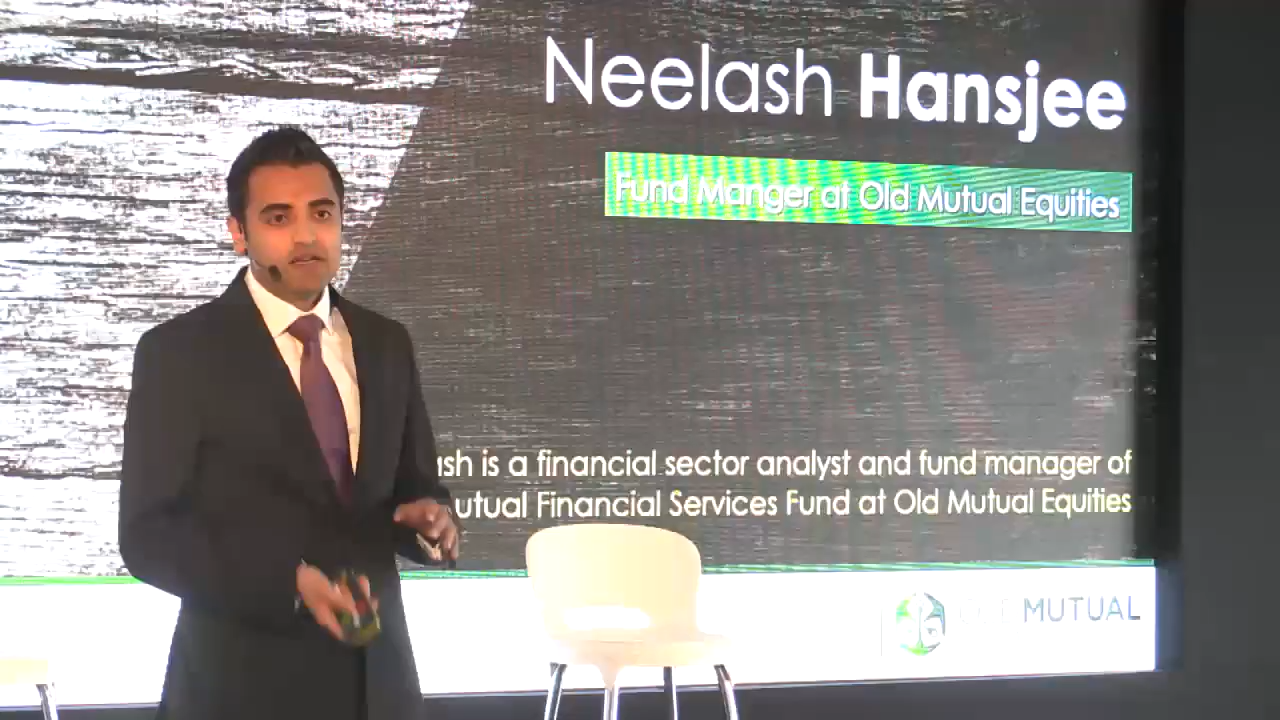 Neelash Hansjee
Fund Manger at Old Mutual Equities
ash is a financial sector analyst and fund manager of
utual Financial Services Fund at Old Mutual Equities
OLD MUTUAL